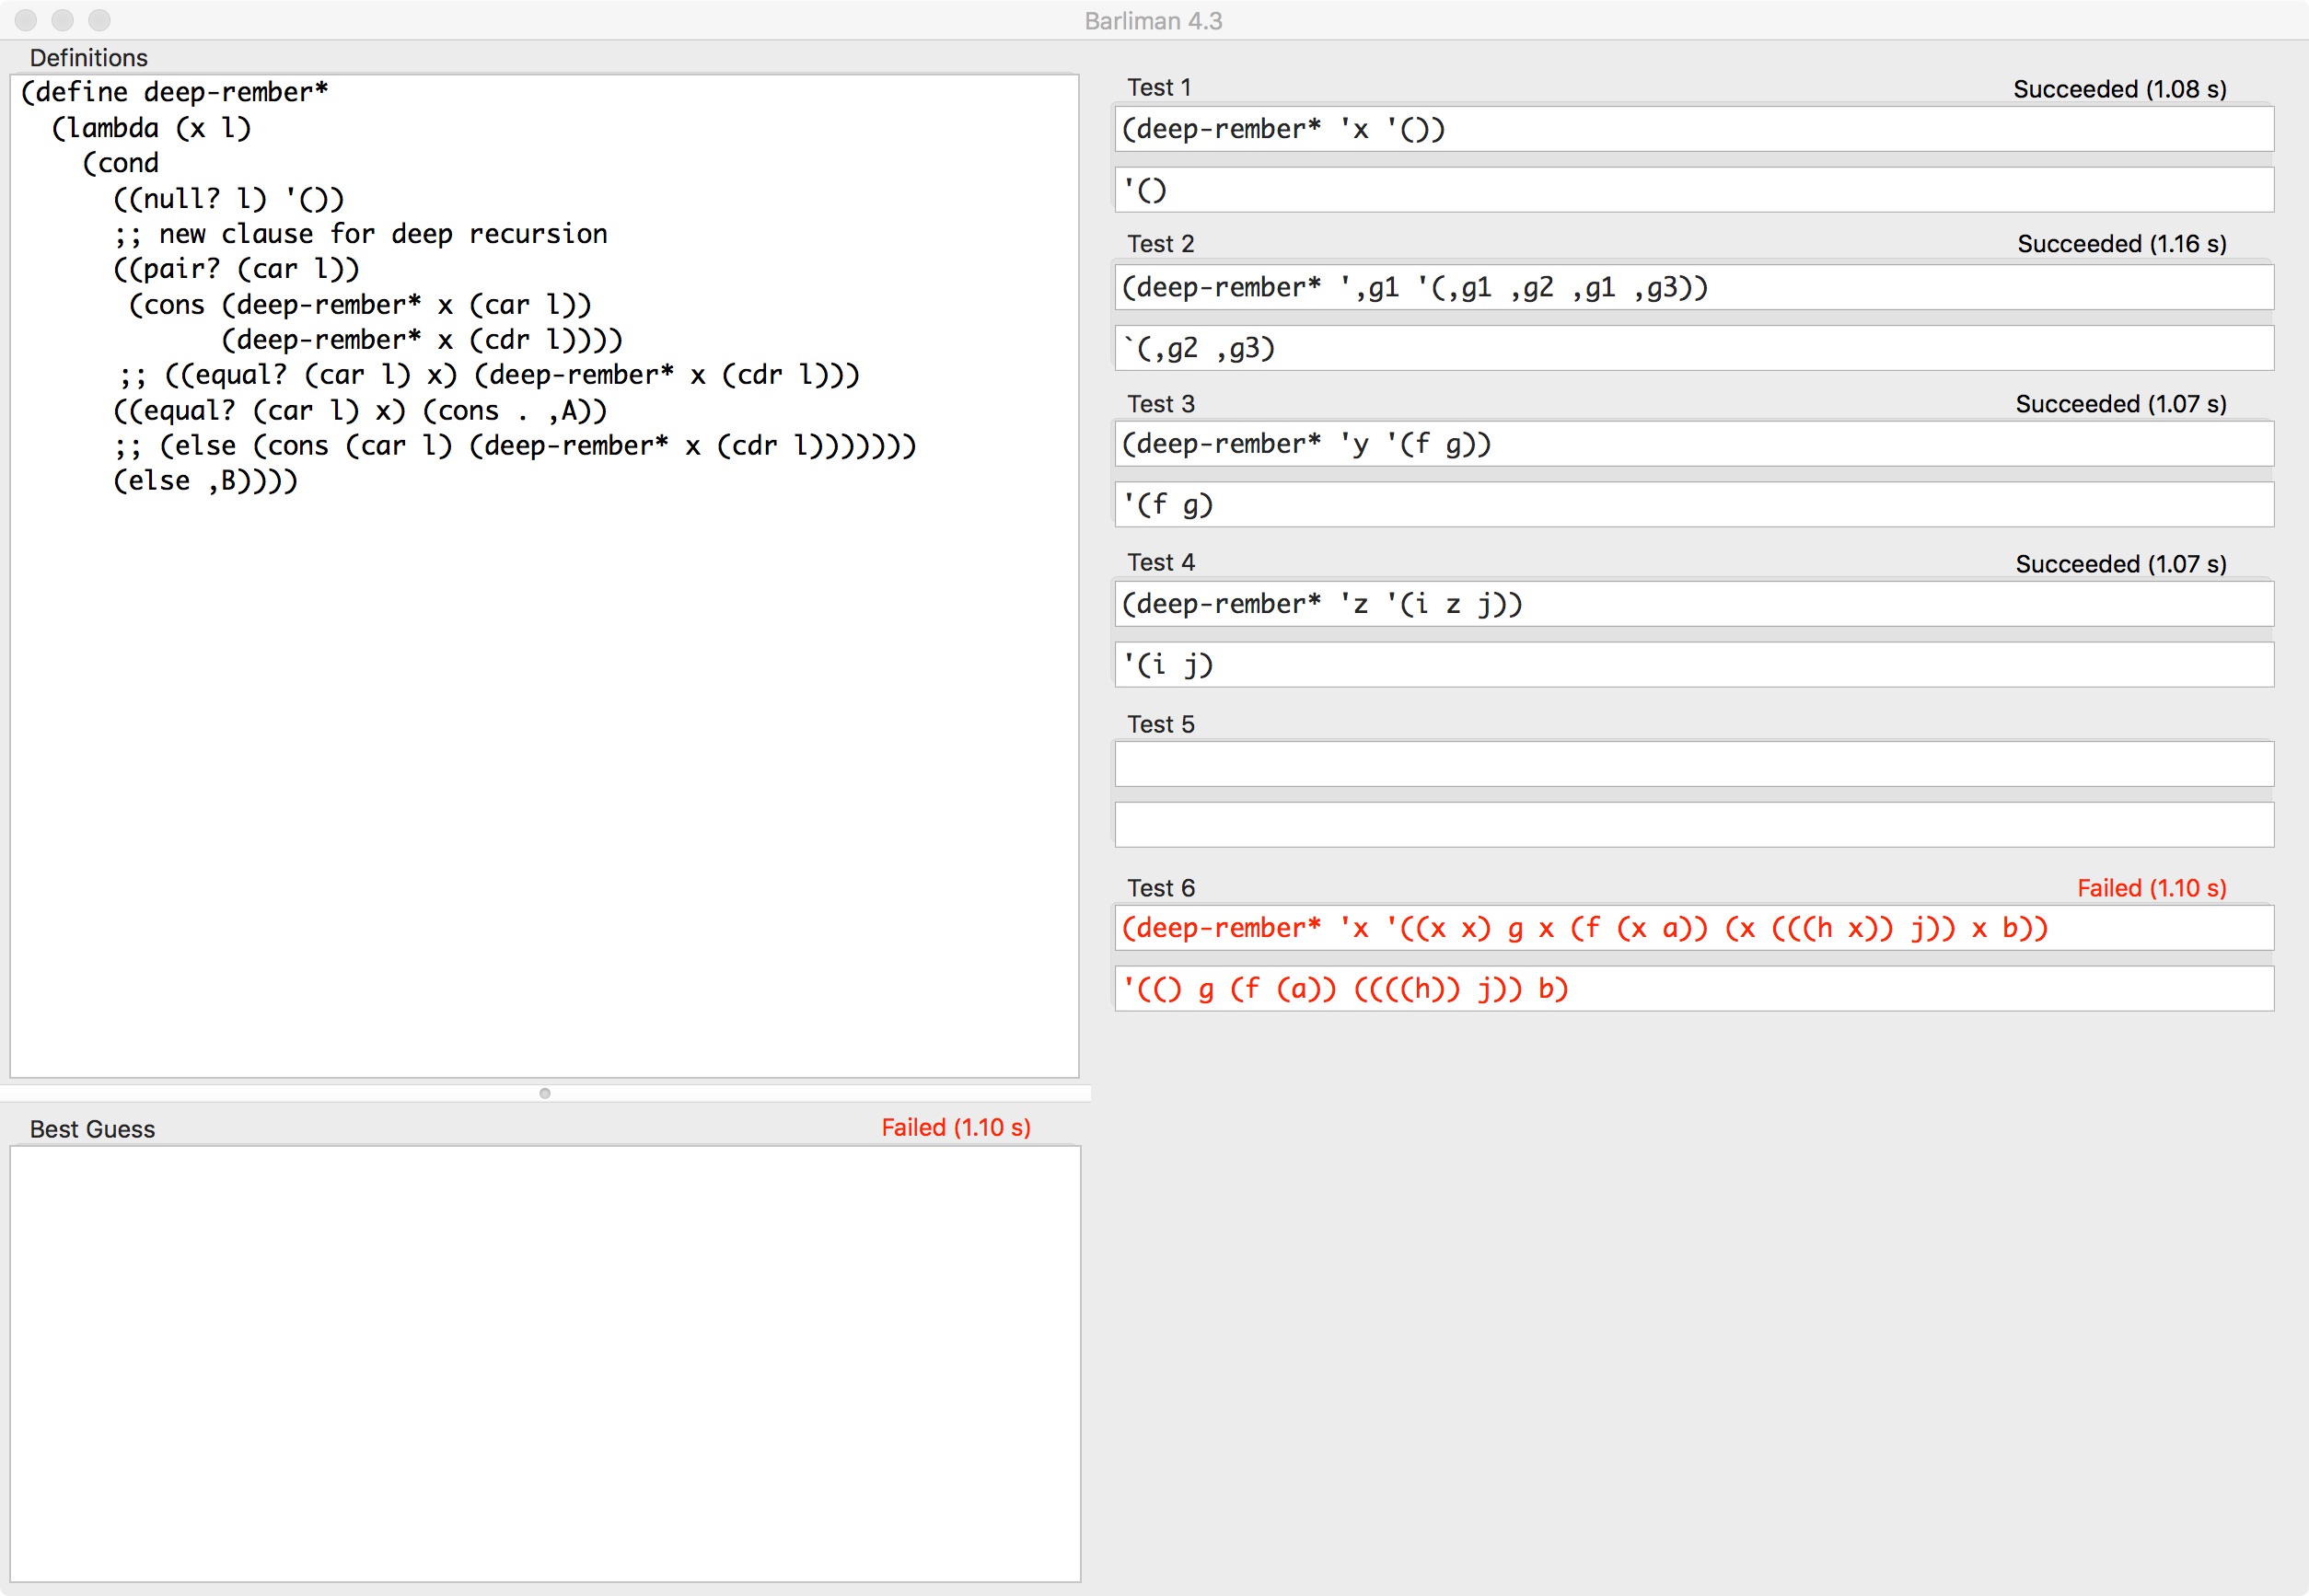 Barliman 4.3
Definitions
(define deep-rember*
  (lambda (x l)
    (cond
      ((null? l) '())
      ;; new clause for deep recursion
      ((pair? (car l))
       (cons (deep-rember* x (car l))
             (deep-rember* x (cdr l))))
      ;; ((equal? (car l) x) (deep-rember* x (cdr l)))
      ((equal? (car l) x) (cons . ,A))
      ;; (else (cons (car l) (deep-rember* x (cdr l)))))))
      (else ,B))))
Best Guess Failed (1.10 s)
Test 1 Succeeded (1.08 s)
(deep-rember* 'x '())
'()
Test 2 Succeeded (1.16 s)
(deep-rember* ',g1 '(,g1 ,g2 ,g1 ,g3))
`(,g2 ,g3)
Test 3 Succeeded (1.07 s)
(deep-rember* 'y '(f g))
'(f g)
Test 4 Succeeded (1.07 s)
(deep-rember* 'z '(i z j))
'(i j)
Test 5
Test 6 Failed (1.10 s)
(deep-rember* 'x '((x x) g x (f (x a)) (x (((h x)) j)) x b))
'(() g (f (a)) ((((h)) j)) b)